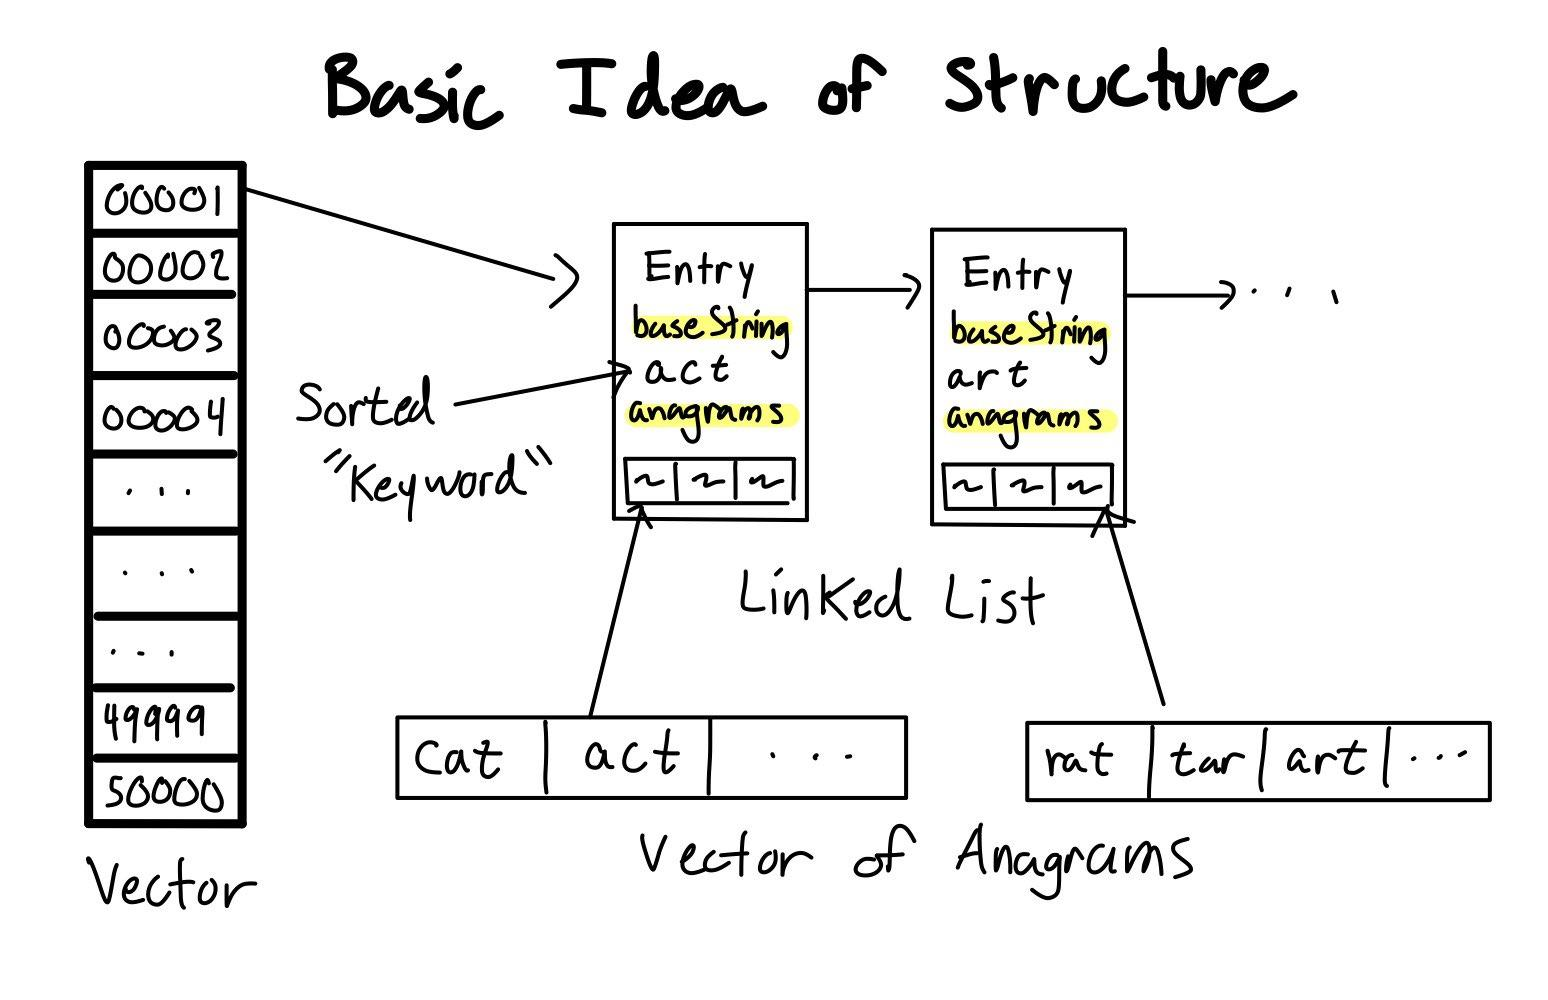 Basic Idea of Structure
00001
00002
00003
00004
...
...
...
49999
50000
Vector
Sorted
"Keyword"
Entry
baseString
act
anagrams
~ ~ ~
Entry
baseString
art
anagrams
~ ~ ~
...
Linked List
cat act ...
rat tar art ...
Vector of Anagrams